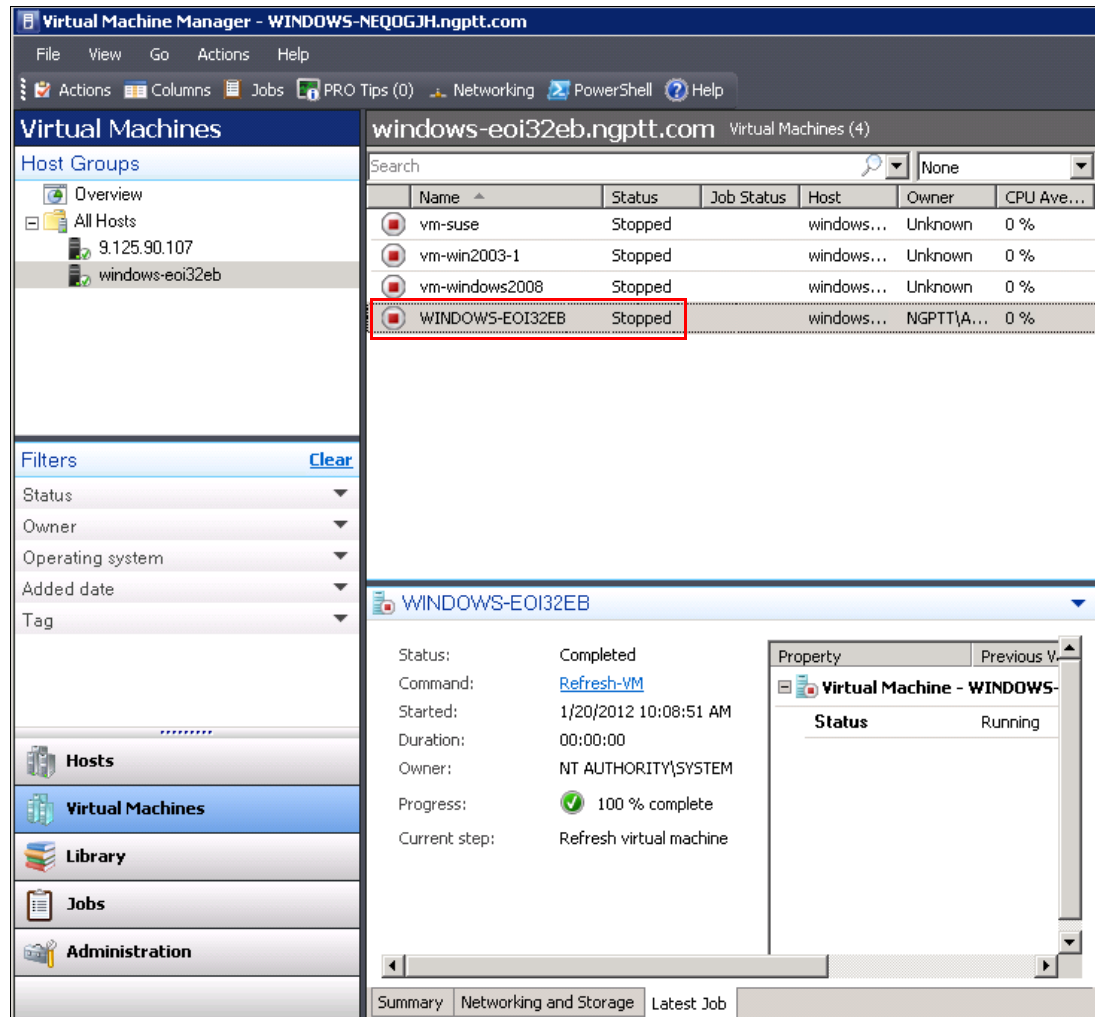 Virtual Machine Manager - WINDOWS-NEQOGJH.ngptt.com
File View Go Actions Help
Actions Columns Jobs PRO Tips (0) Networking PowerShell Help
Virtual Machines
Host Groups
Overview
All Hosts
9.125.90.107
windows-eoi32eb
windows-eoi32eb.ngptt.com Virtual Machines (4)
Search None
Name Status Job Status Host Owner CPU Ave...
vm-suse Stopped windows... Unknown 0 %
vm-win2003-1 Stopped windows... Unknown 0 %
vm-windows2008 Stopped windows... Unknown 0 %
WINDOWS-EOI32EB Stopped windows... NGPTT\A... 0 %
Filters Clear
Status
Owner
Operating system
Added date
Tag
WINDOWS-EOI32EB
Status: Completed
Command: Refresh-VM
Started: 1/20/2012 10:08:51 AM
Duration: 00:00:00
Owner: NT AUTHORITY\SYSTEM
Progress: 100 % complete
Current step: Refresh virtual machine
Property Previous V
Virtual Machine - WINDOWS-
Status Running
Hosts
Virtual Machines
Library
Jobs
Administration
Summary Networking and Storage Latest Job